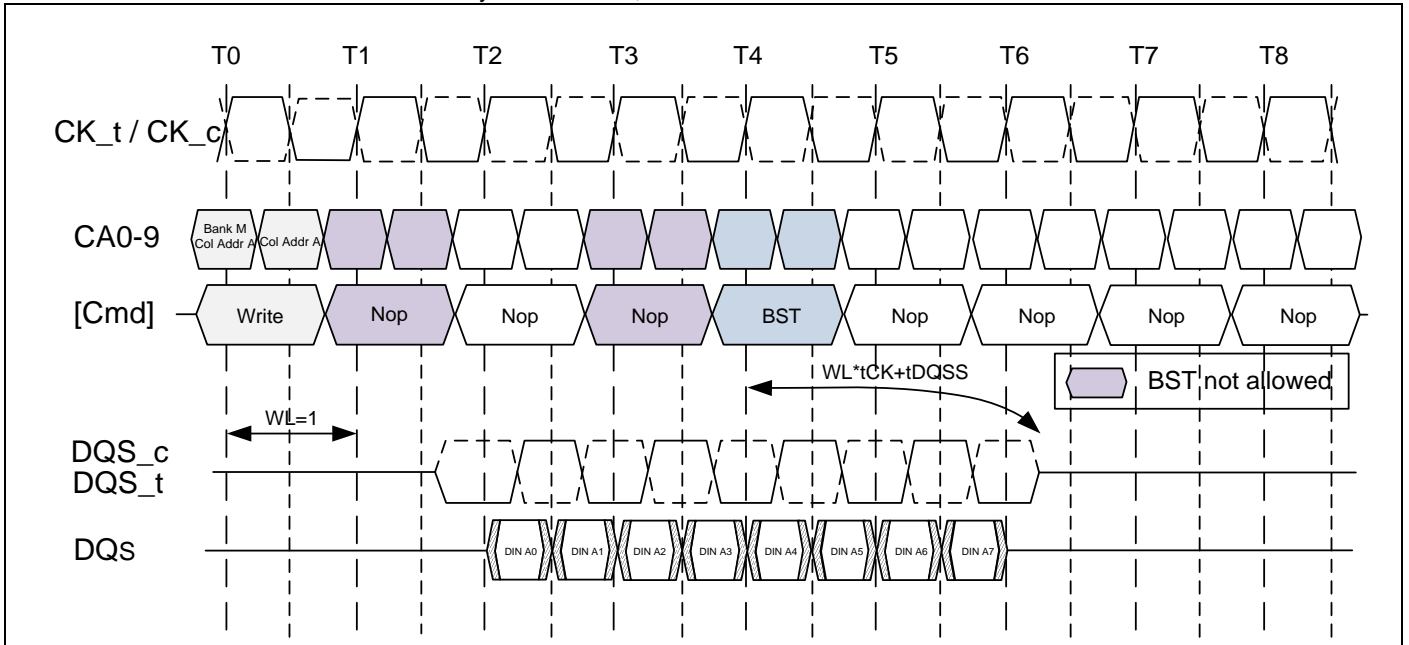 T0 T1 T2 T3 T4 T5 T6 T7 T8
CK_t / CK_c
CA0-9 Bank M Col Addr A Col Addr A
[Cmd] Write Nop Nop Nop BST Nop Nop Nop Nop
WL*tCK+tDQSS
BST not allowed
WL=1
DQS_c
DQS_t
DQs DIN A0 DIN A1 DIN A2 DIN A3 DIN A4 DIN A5 DIN A6 DIN A7